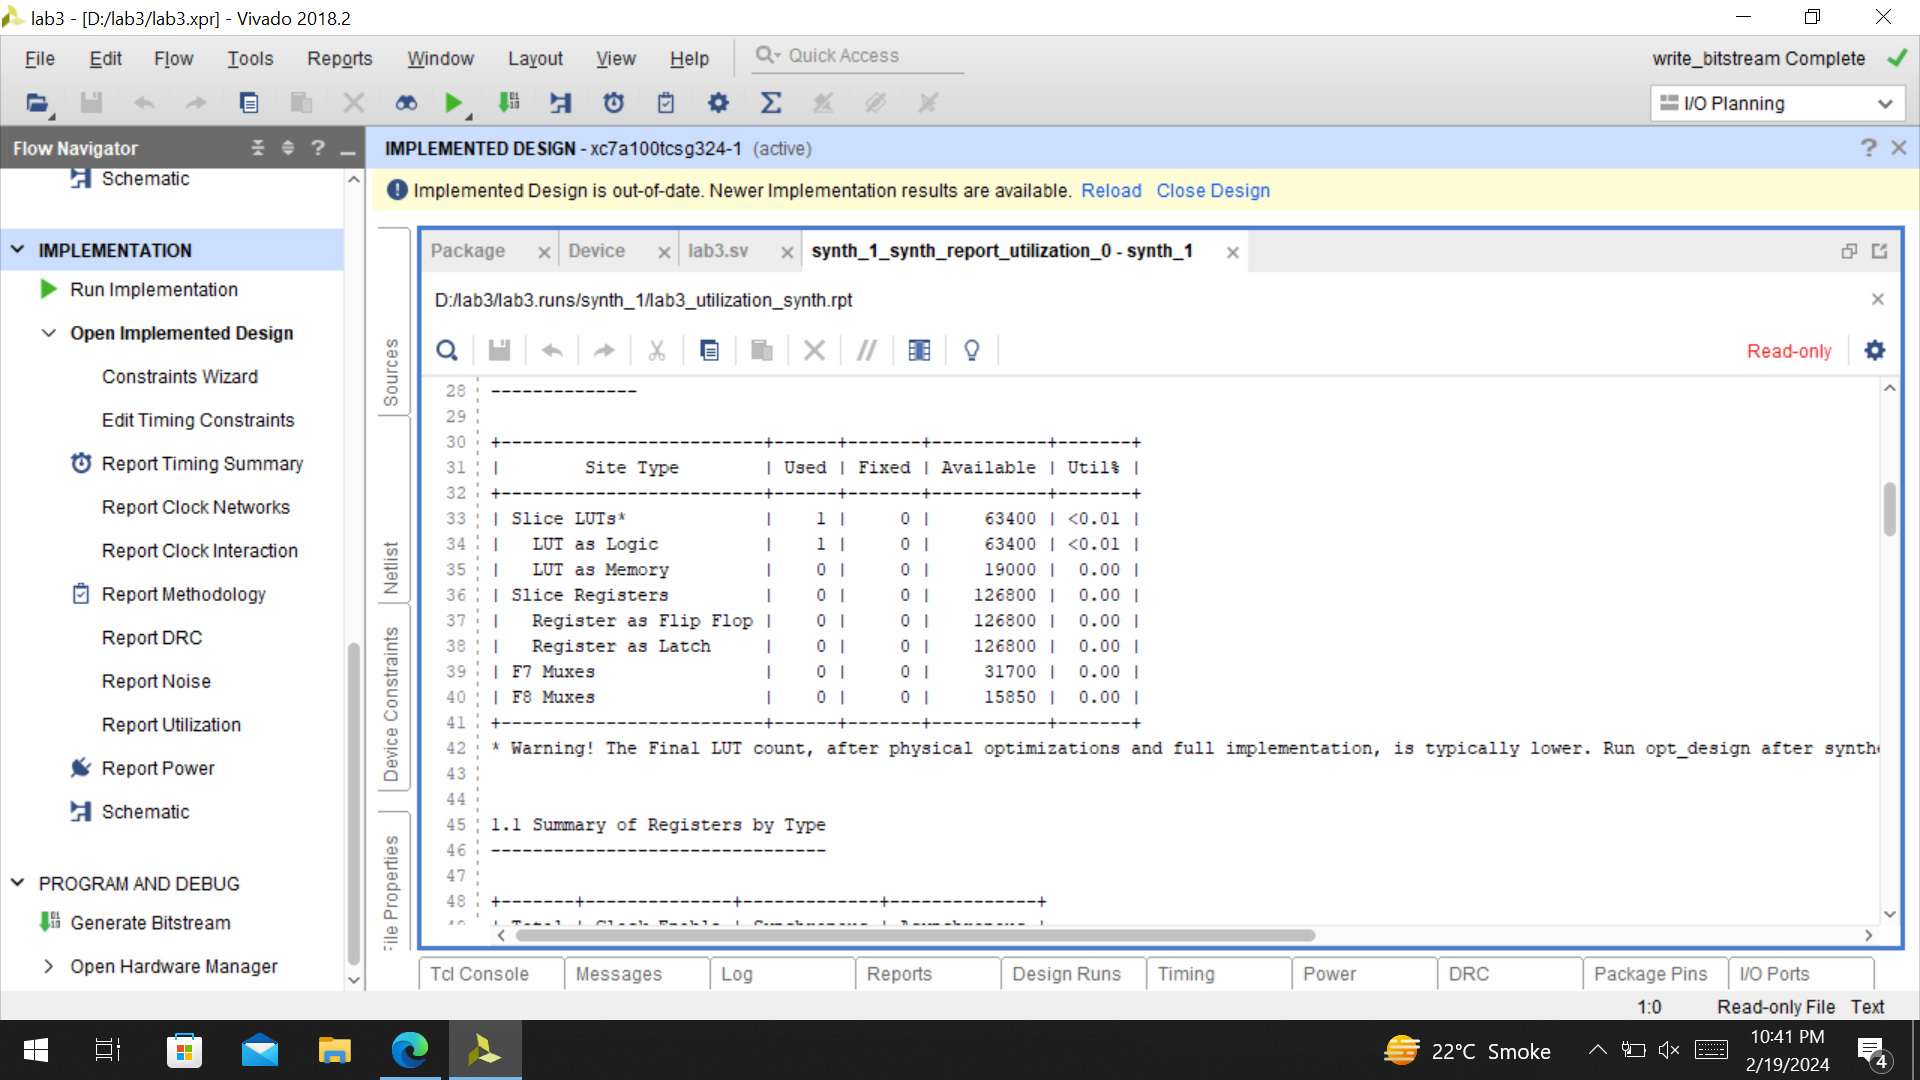 lab3 - [D:/lab3/lab3.xpr] - Vivado 2018.2
File Edit Flow Tools Reports Window Layout View Help Quick Access
write_bitstream Complete
I/O Planning
Flow Navigator
IMPLEMENTED DESIGN - xc7a100tcsg324-1 (active)
Implemented Design is out-of-date. Newer Implementation results are available. Reload Close Design
Schematic
IMPLEMENTATION
Run Implementation
Open Implemented Design
Constraints Wizard
Edit Timing Constraints
Report Timing Summary
Report Clock Networks
Report Clock Interaction
Report Methodology
Report DRC
Report Noise
Report Utilization
Report Power
Schematic
PROGRAM AND DEBUG
Generate Bitstream
Open Hardware Manager
Sources
Netlist
Device Constraints
File Properties
Package Device lab3.sv synth_1_synth_report_utilization_0 - synth_1
D:/lab3/lab3.runs/synth_1/lab3_utilization_synth.rpt
Read-only
28 --------------
29
30 +-------------------------+------+-------+-----------+-------+
31 | Site Type | Used | Fixed | Available | Util% |
32 +-------------------------+------+-------+-----------+-------+
33 | Slice LUTs* | 1 | 0 | 63400 | <0.01 |
34 | LUT as Logic | 1 | 0 | 63400 | <0.01 |
35 | LUT as Memory | 0 | 0 | 19000 | 0.00 |
36 | Slice Registers | 0 | 0 | 126800 | 0.00 |
37 | Register as Flip Flop | 0 | 0 | 126800 | 0.00 |
38 | Register as Latch | 0 | 0 | 126800 | 0.00 |
39 | F7 Muxes | 0 | 0 | 31700 | 0.00 |
40 | F8 Muxes | 0 | 0 | 15850 | 0.00 |
41 +-------------------------+------+-------+-----------+-------+
42 * Warning! The Final LUT count, after physical optimizations and full implementation, is typically lower. Run opt_design after synth
43
44
45 1.1 Summary of Registers by Type
46 --------------------------------
47
48 +-------+--------------+-------------+--------------+
49 | Total | Clock Enable | Synchronous | Asynchronous |
Tcl Console Messages Log Reports Design Runs Timing Power DRC Package Pins I/O Ports
1:0 Read-only File Text
22°C Smoke
10:41 PM
2/19/2024
4